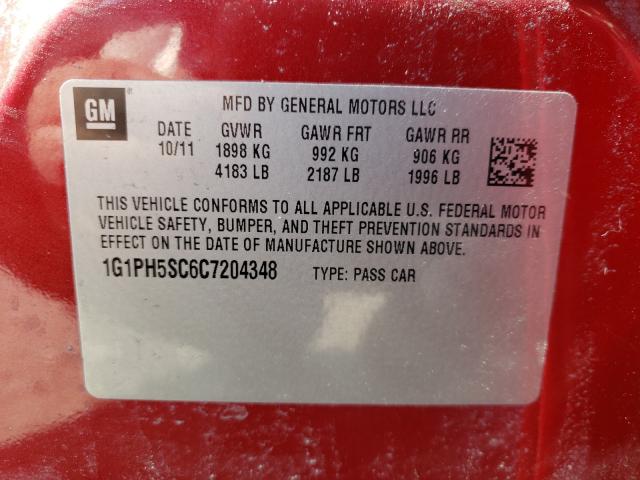 GM
MFD BY GENERAL MOTORS LLC
DATE GVWR GAWR FRT GAWR RR
10/11 1898 KG 992 KG 906 KG
4183 LB 2187 LB 1996 LB
THIS VEHICLE CONFORMS TO ALL APPLICABLE U.S. FEDERAL MOTOR
VEHICLE SAFETY, BUMPER, AND THEFT PREVENTION STANDARDS IN
EFFECT ON THE DATE OF MANUFACTURE SHOWN ABOVE.
1G1PH5SC6C7204348 TYPE: PASS CAR